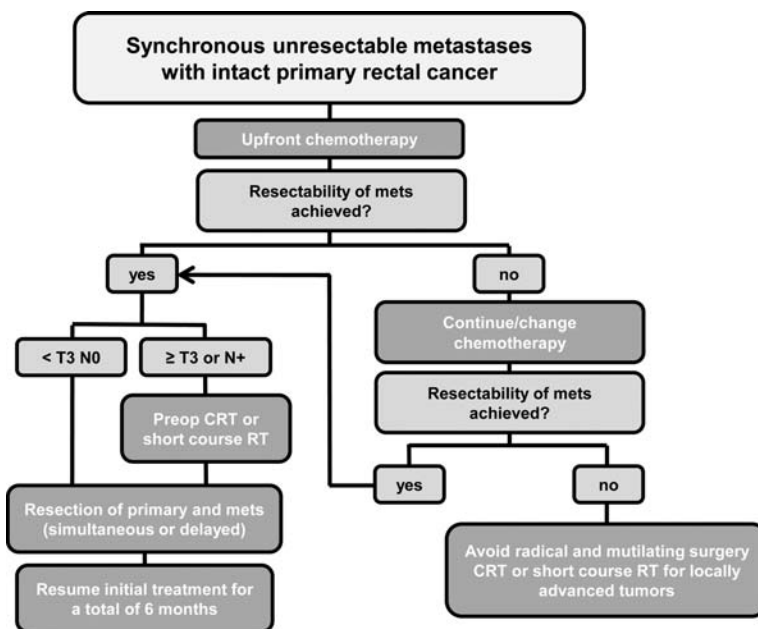 Synchronous unresectable metastases
with intact primary rectal cancer
Upfront chemotherapy
Resectability of mets
achieved?
yes
no
< T3 N0
≥ T3 or N+
Preop CRT or
short course RT
Resection of primary and mets
(simultaneous or delayed)
Resume initial treatment for
a total of 6 months
Continue/change
chemotherapy
Resectability of mets
achieved?
yes
no
Avoid radical and mutilating surgery
CRT or short course RT for locally
advanced tumors